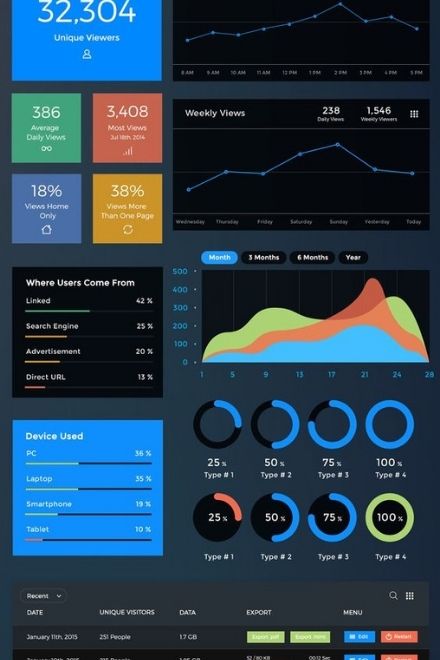 32,304
Unique Viewers
8 AM 9 AM 10 AM 11 AM 12 PM 1 PM 2 PM 3 PM 4 PM 5 PM
386
Average
Daily Views
3,408
Most Views
Jul 18th, 2014
18%
Views Home
Only
38%
Views More
Than One Page
Weekly Views
238
Daily Views
1,546
Weekly Viewers
Wednesday Thursday Friday Saturday Sunday Yesterday Today
Where Users Come From
Linked 42 %
Search Engine 25 %
Advertisement 20 %
Direct URL 13 %
Month 3 Months 6 Months Year
500
400
300
200
100
0
1 5 9 13 17 21 24 28
Device Used
PC 36 %
Laptop 35 %
Smartphone 19 %
Tablet 10 %
25 % 50 % 75 % 100 %
Type # 1 Type # 2 Type # 3 Type # 4
25 % 50 % 75 % 100 %
Type # 1 Type # 2 Type # 3 Type # 4
Recent
DATE UNIQUE VISITORS DATA EXPORT MENU
January 11th, 2015 251 People 1.7 GB Export .pdf Export .html Edit Restart